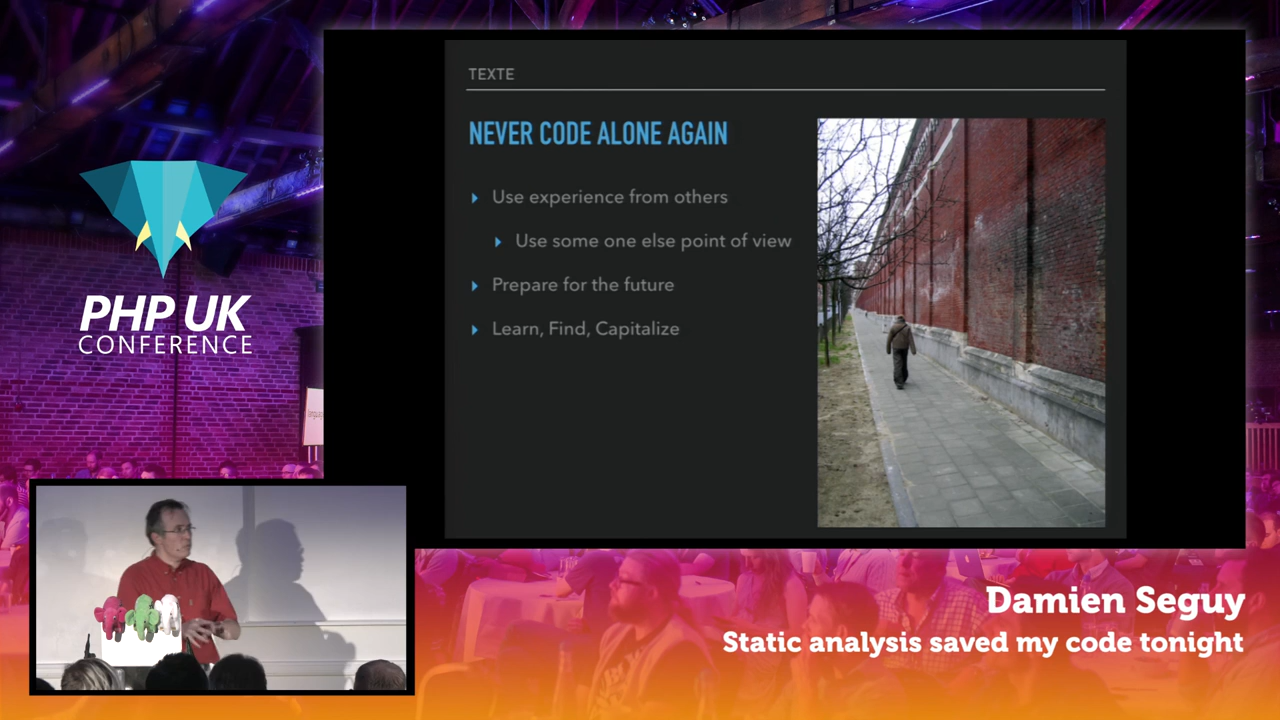 TEXTE
NEVER CODE ALONE AGAIN
Use experience from others
Use some one else point of view
Prepare for the future
Learn, Find, Capitalize
PHP UK
CONFERENCE
Damien Seguy
Static analysis saved my code tonight